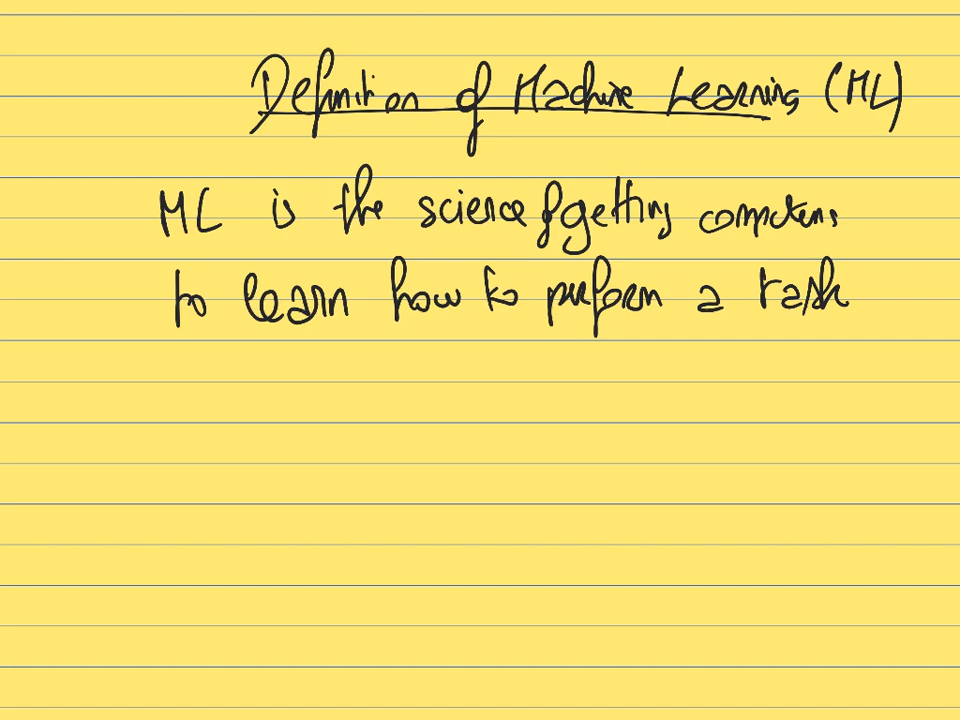 Definition of Machine Learning (ML)
ML is the science of getting computers
to learn how to perform a task